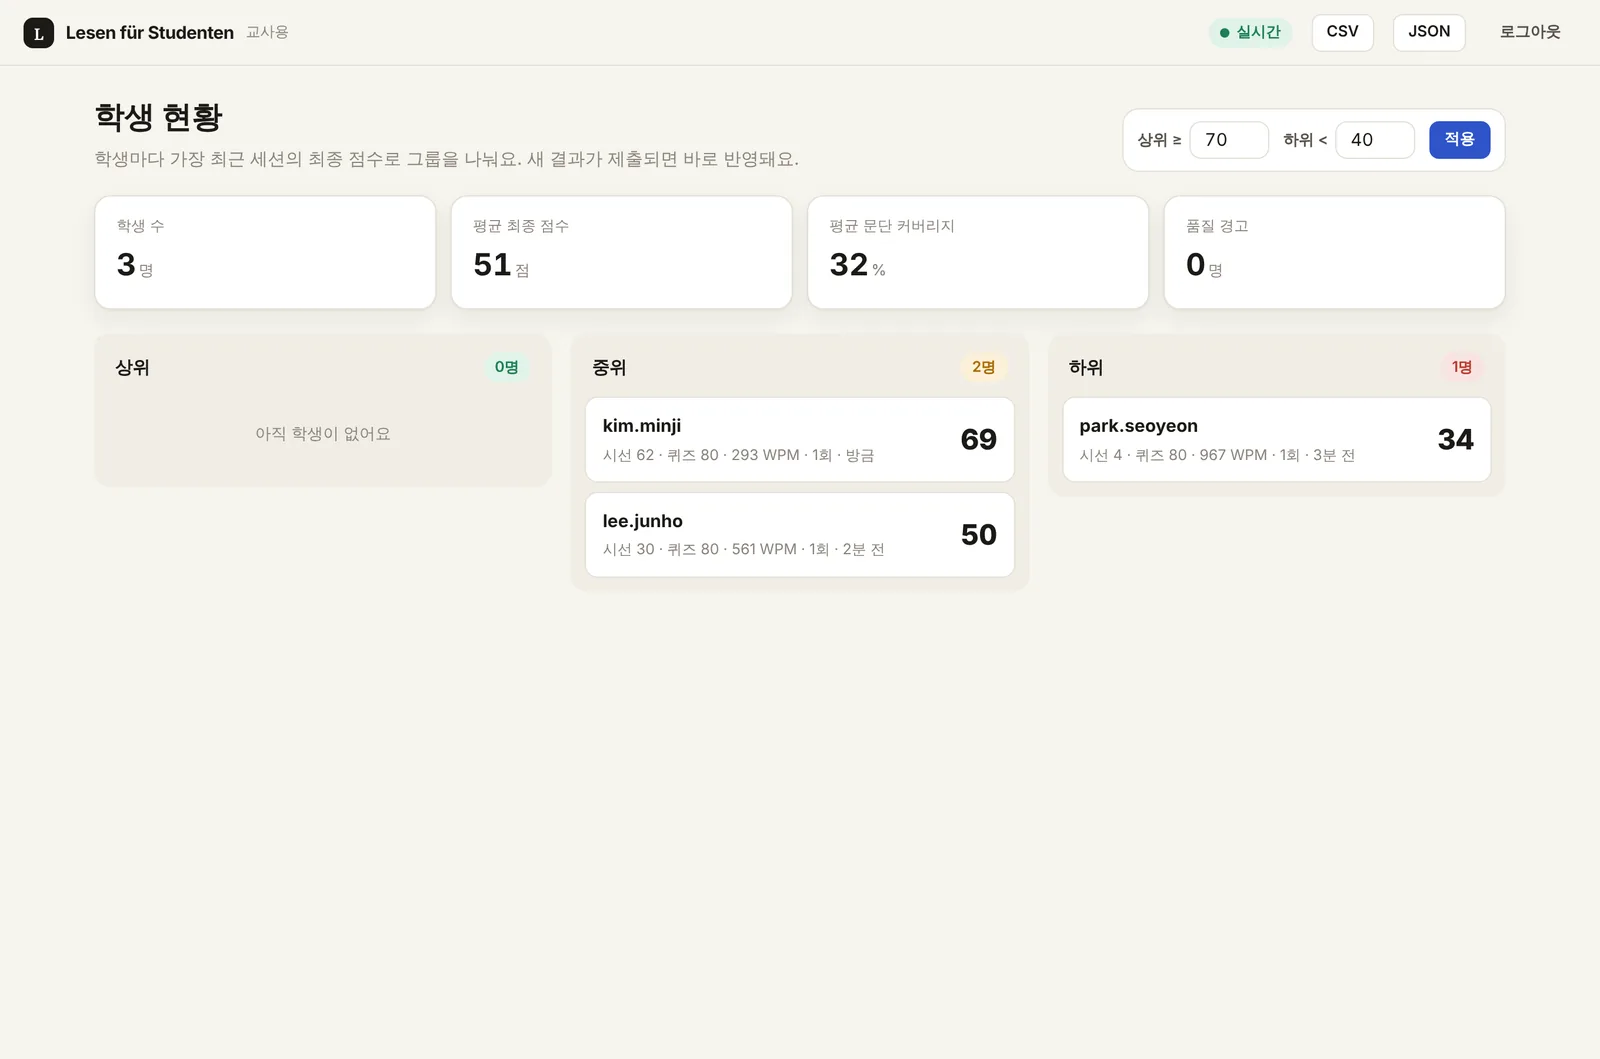 L Lesen für Studenten 교사용
실시간 CSV JSON 로그아웃
학생 현황
학생마다 가장 최근 세션의 최종 점수로 그룹을 나눠요. 새 결과가 제출되면 바로 반영돼요.
상위 ≥ 70 하위 < 40 적용
학생 수
3명
평균 최종 점수
51점
평균 문단 커버리지
32%
품질 경고
0명
상위 0명
아직 학생이 없어요
중위 2명
kim.minji
시선 62 · 퀴즈 80 · 293 WPM · 1회 · 방금
69
lee.junho
시선 30 · 퀴즈 80 · 561 WPM · 1회 · 2분 전
50
하위 1명
park.seoyeon
시선 4 · 퀴즈 80 · 967 WPM · 1회 · 3분 전
34